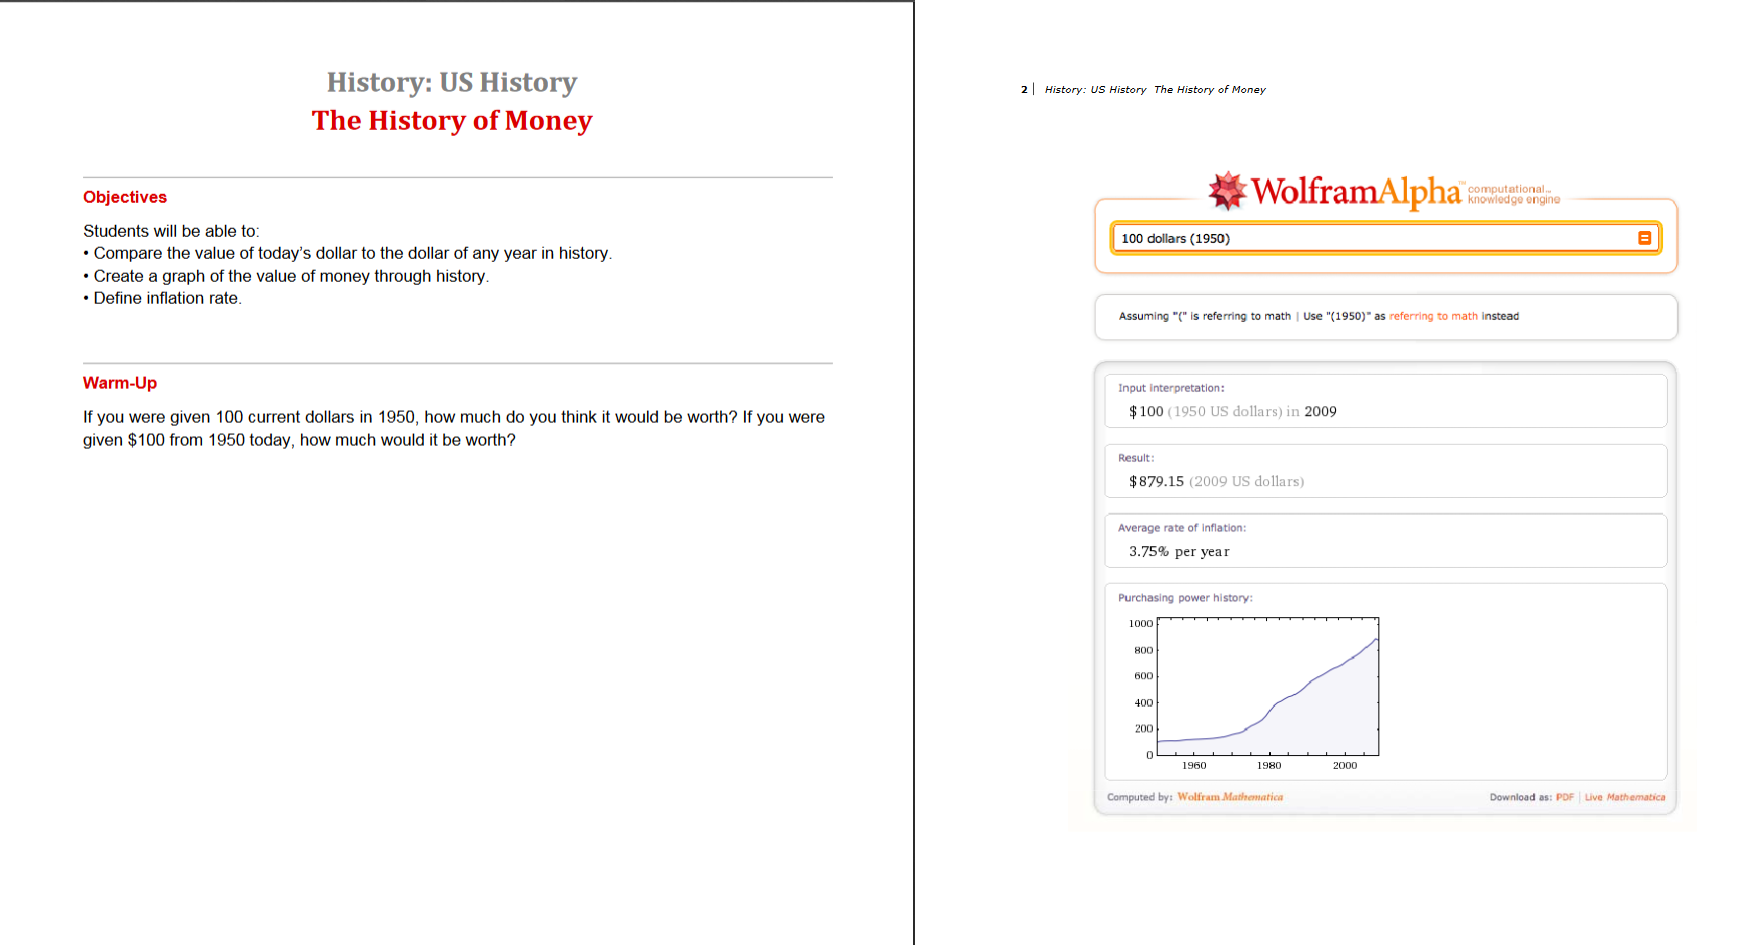 History: US History
The History of Money
Objectives
Students will be able to:
• Compare the value of today’s dollar to the dollar of any year in history.
• Create a graph of the value of money through history.
• Define inflation rate.
Warm-Up
If you were given 100 current dollars in 1950, how much do you think it would be worth? If you were
given $100 from 1950 today, how much would it be worth?
2 | History: US History The History of Money
WolframAlpha™ computational...
knowledge engine
100 dollars (1950)
Assuming "(" is referring to math | Use "(1950)" as referring to math instead
Input interpretation:
$100 (1950 US dollars) in 2009
Result:
$879.15 (2009 US dollars)
Average rate of inflation:
3.75% per year
Purchasing power history:
1000
800
600
400
200
0
1960 1980 2000
Computed by: Wolfram Mathematica Download as: PDF | Live Mathematica